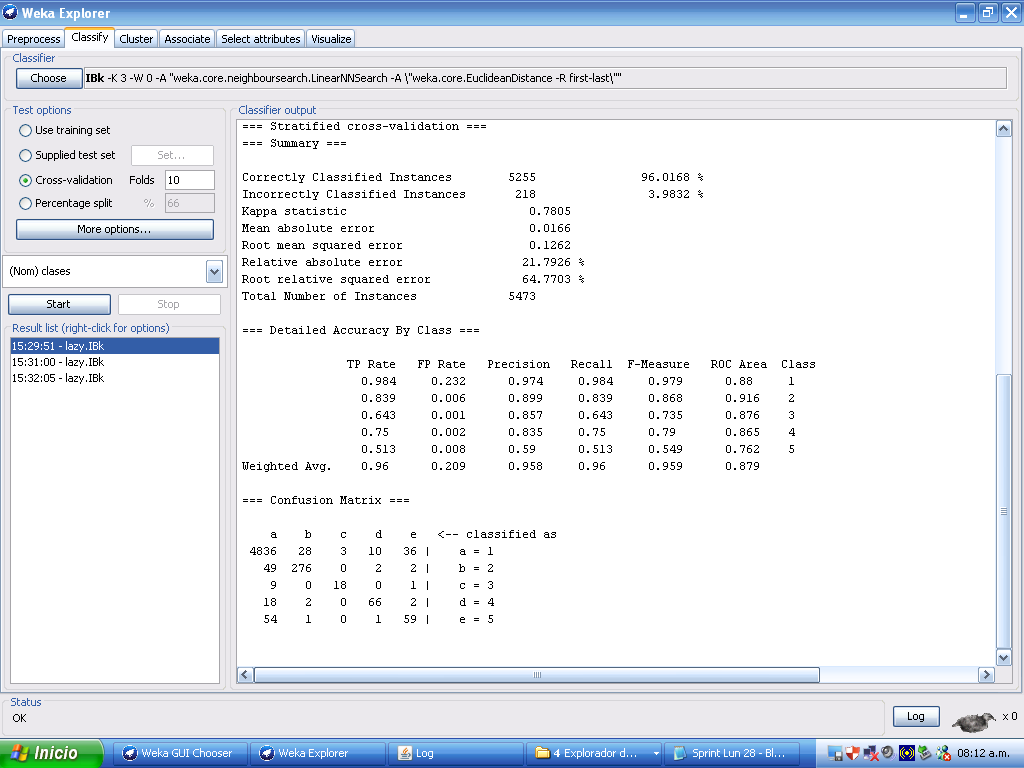 Weka Explorer
Preprocess Classify Cluster Associate Select attributes Visualize
Classifier
Choose IBk -K 3 -W 0 -A "weka.core.neighboursearch.LinearNNSearch -A \"weka.core.EuclideanDistance -R first-last\""
Test options
Use training set
Supplied test set Set...
Cross-validation Folds 10
Percentage split % 66
More options...
(Nom) clases
Start Stop
Result list (right-click for options)
15:29:51 - lazy.IBk
15:31:00 - lazy.IBk
15:32:05 - lazy.IBk
Classifier output
=== Stratified cross-validation ===
=== Summary ===
Correctly Classified Instances 5255 96.0168 %
Incorrectly Classified Instances 218 3.9832 %
Kappa statistic 0.7805
Mean absolute error 0.0166
Root mean squared error 0.1262
Relative absolute error 21.7926 %
Root relative squared error 64.7703 %
Total Number of Instances 5473
=== Detailed Accuracy By Class ===
TP Rate FP Rate Precision Recall F-Measure ROC Area Class
0.984 0.232 0.974 0.984 0.979 0.88 1
0.839 0.006 0.899 0.839 0.868 0.916 2
0.643 0.001 0.857 0.643 0.735 0.876 3
0.75 0.002 0.835 0.75 0.79 0.865 4
0.513 0.008 0.59 0.513 0.549 0.762 5
Weighted Avg. 0.96 0.209 0.958 0.96 0.959 0.879
=== Confusion Matrix ===
a b c d e <-- classified as
4836 28 3 10 36 | a = 1
49 276 0 2 2 | b = 2
9 0 18 0 1 | c = 3
18 2 0 66 2 | d = 4
54 1 0 1 59 | e = 5
Status
OK
Log x 0
Inicio Weka GUI Chooser Weka Explorer Log 4 Explorador d... Sprint Lun 28 - Bl... 08:12 a.m.